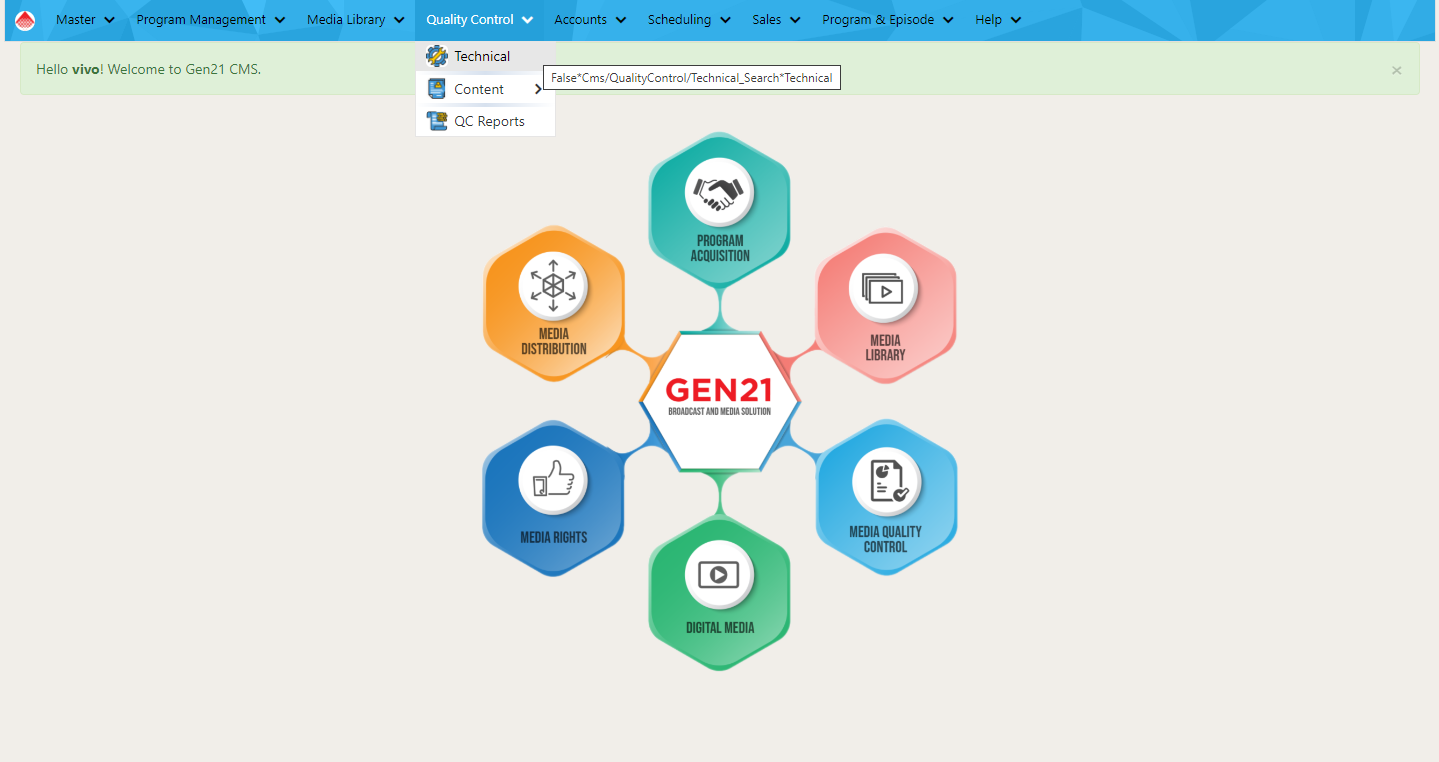 Master Program Management Media Library Quality Control Accounts Scheduling Sales Program & Episode Help
Technical
Hello vivo! Welcome to Gen21 CMS. ×
False*Cms/QualityControl/Technical_Search*Technical
Content
QC Reports
PROGRAM
ACQUISITION
MEDIA
DISTRIBUTION
MEDIA
LIBRARY
GEN21
BROADCAST AND MEDIA SOLUTION
MEDIA RIGHTS
MEDIA QUALITY
CONTROL
DIGITAL MEDIA